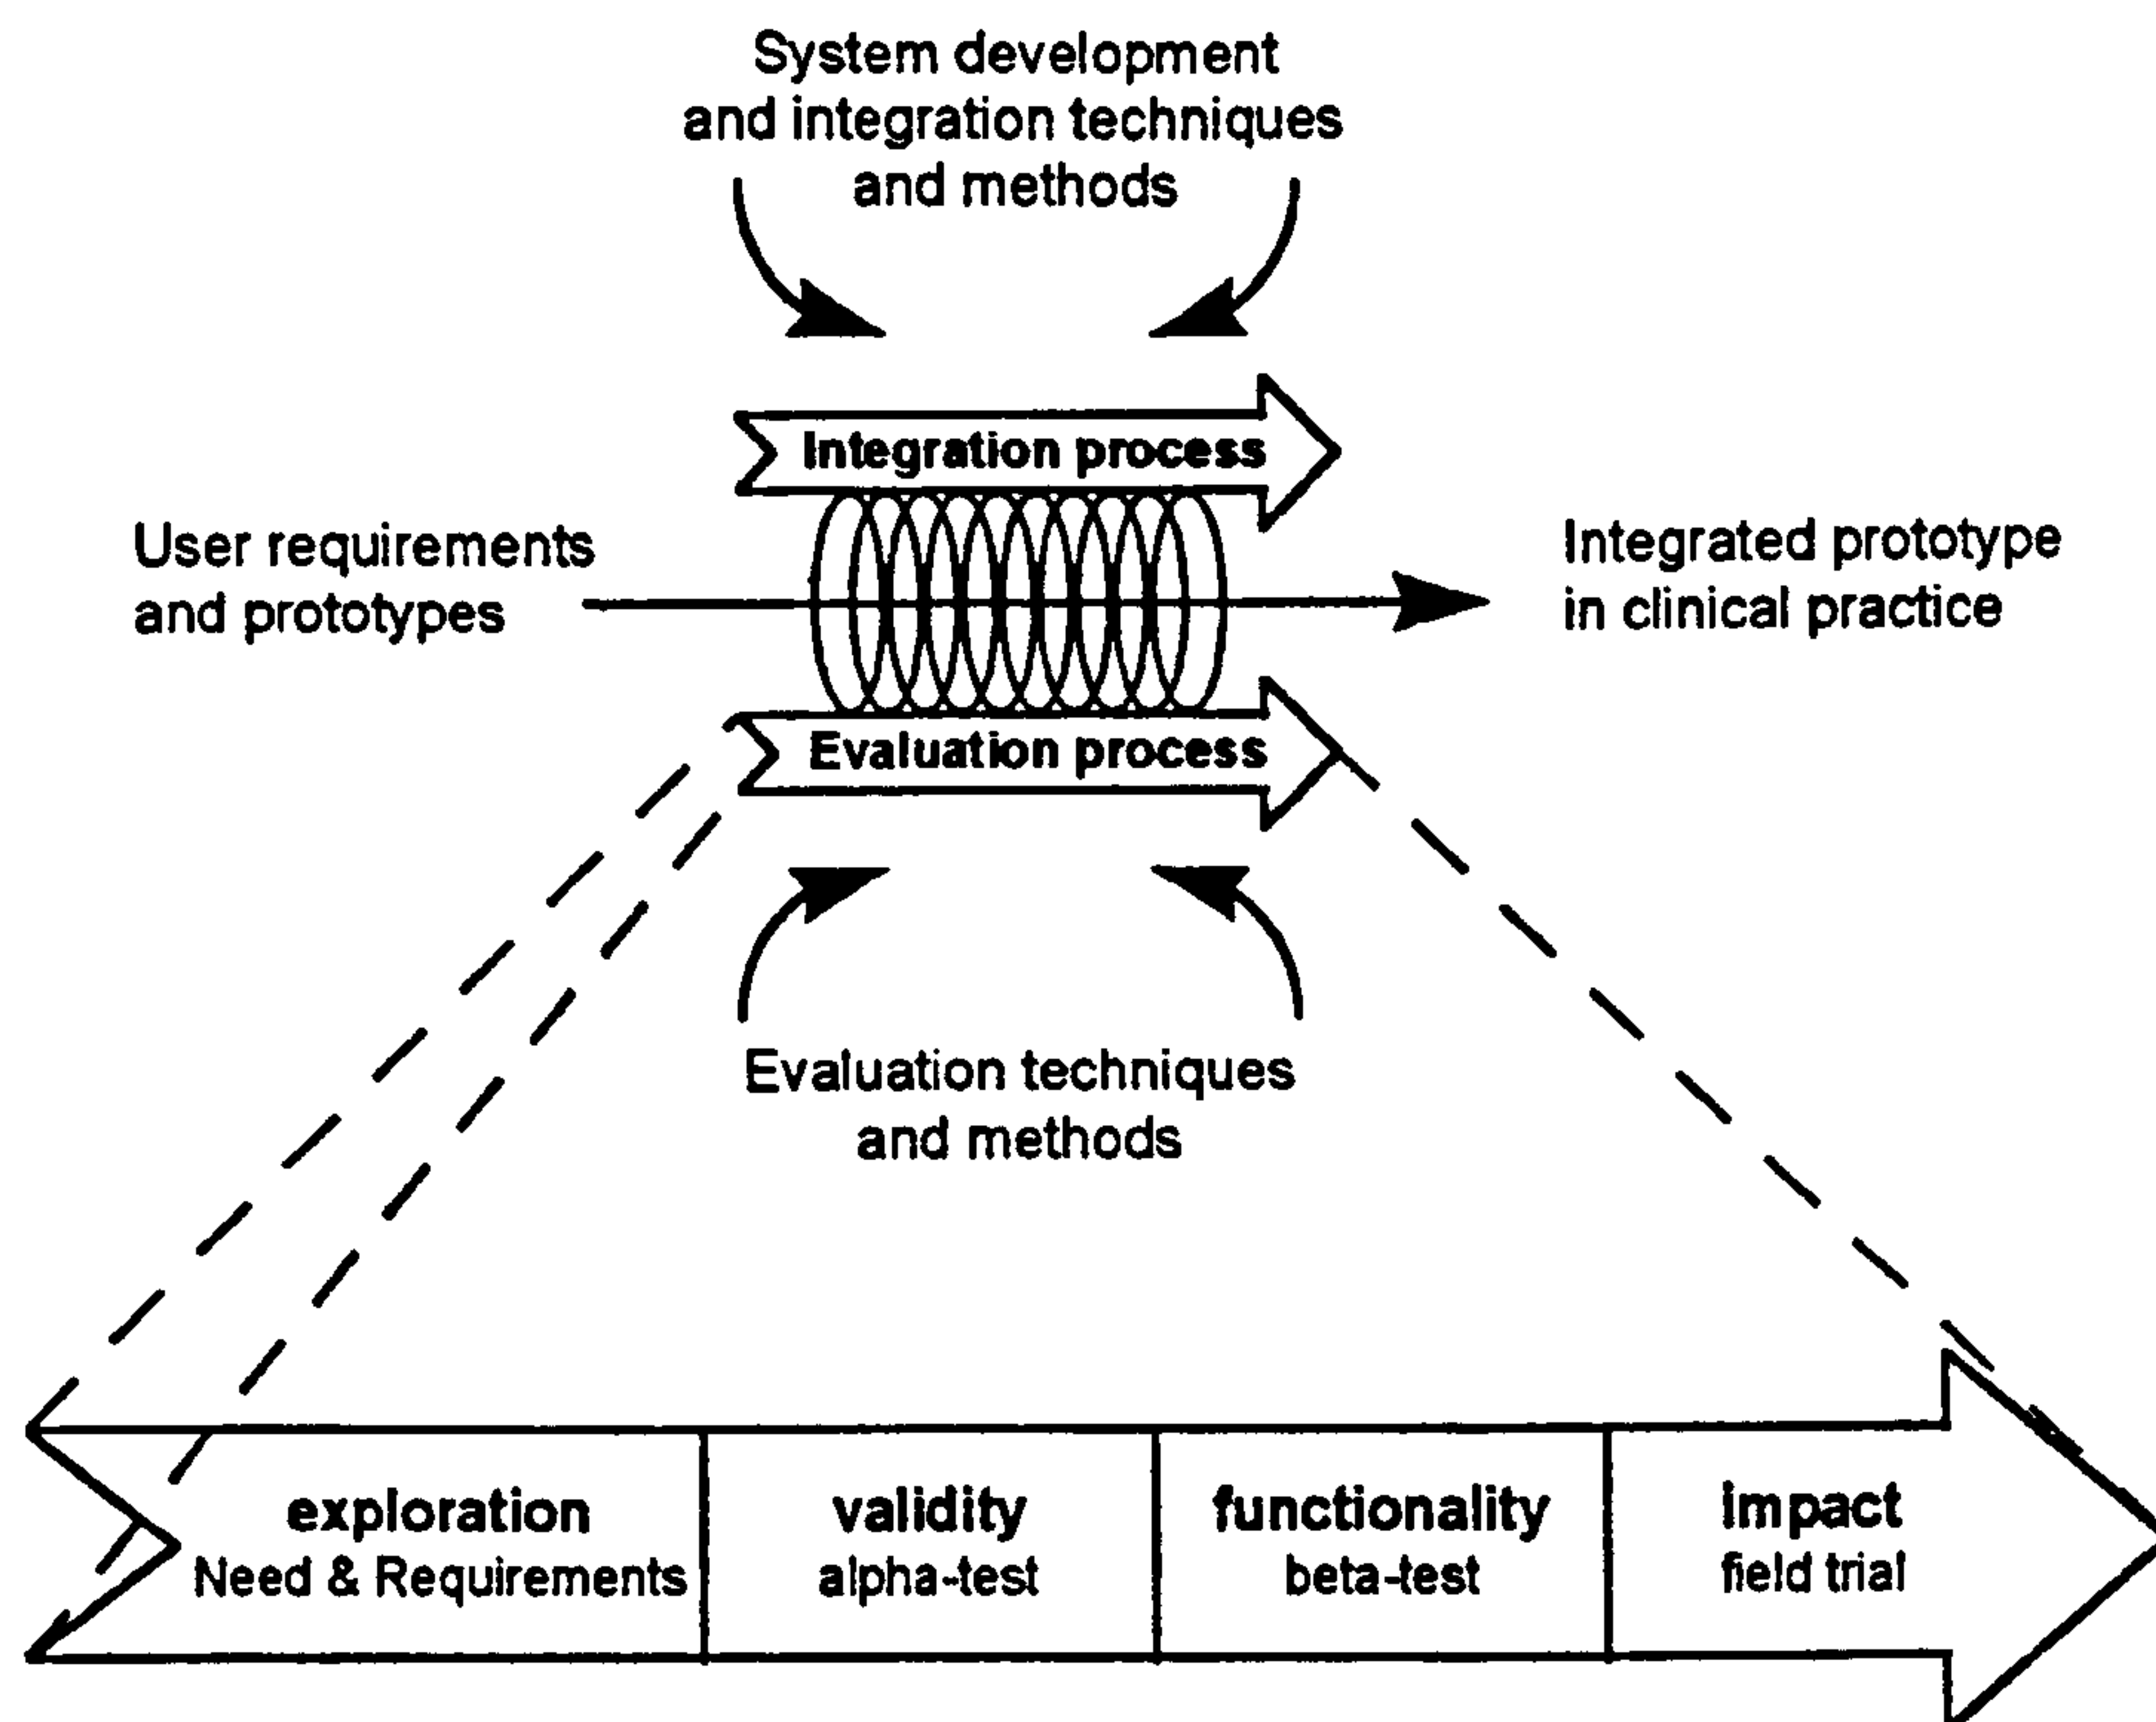 System development
and integration techniques
and methods
Integration process
User requirements
and prototypes
Integrated prototype
in clinical practice
Evaluation process
Evaluation techniques
and methods
exploration
Need & Requirements
validity
alpha-test
functionality
beta-test
impact
field trial